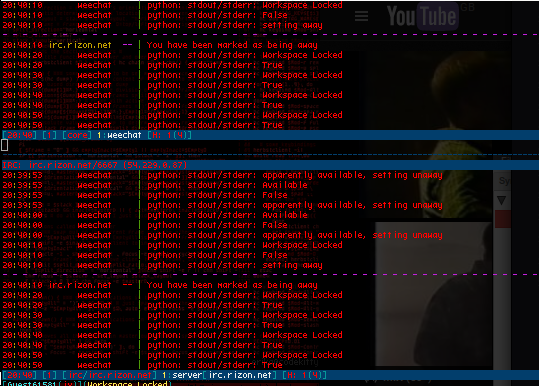 20:40:10 weechat | python: stdout/stderr: Workspace Locked
20:40:10 weechat | python: stdout/stderr: False
20:40:10 weechat | python: stdout/stderr: setting away
20:40:10 irc.rizon.net -- | You have been marked as being away
20:40:20 weechat | python: stdout/stderr: Workspace Locked
20:40:20 weechat | python: stdout/stderr: True
20:40:30 weechat | python: stdout/stderr: Workspace Locked
20:40:30 weechat | python: stdout/stderr: True
20:40:40 weechat | python: stdout/stderr: Workspace Locked
20:40:40 weechat | python: stdout/stderr: True
20:40:50 weechat | python: stdout/stderr: Workspace Locked
20:40:50 weechat | python: stdout/stderr: True
[20:40] [1] [core] 1:weechat [H: 1(4)]
IRC: irc.rizon.net/6667
20:39:53 weechat | python: stdout/stderr: apparently available, setting unaway
20:39:53 weechat | python: stdout/stderr: Available
20:39:53 weechat | python: stdout/stderr: False
20:39:53 weechat | python: stdout/stderr: apparently available, setting unaway
20:40:00 weechat | python: stdout/stderr: Available
20:40:00 weechat | python: stdout/stderr: False
20:40:00 weechat | python: stdout/stderr: apparently available, setting unaway
20:40:10 weechat | python: stdout/stderr: Workspace Locked
20:40:10 weechat | python: stdout/stderr: False
20:40:10 weechat | python: stdout/stderr: setting away
20:40:10 irc.rizon.net -- | You have been marked as being away
20:40:20 weechat | python: stdout/stderr: Workspace Locked
20:40:20 weechat | python: stdout/stderr: True
20:40:30 weechat | python: stdout/stderr: Workspace Locked
20:40:30 weechat | python: stdout/stderr: True
20:40:40 weechat | python: stdout/stderr: Workspace Locked
20:40:40 weechat | python: stdout/stderr: True
20:40:50 weechat | python: stdout/stderr: Workspace Locked
20:40:50 weechat | python: stdout/stderr: True
[20:40] [1] [irc/irc.rizon.net] 1:server[irc.rizon.net] [H: 1(4)]
(Workspace Locked)
YouTube GB
Sy